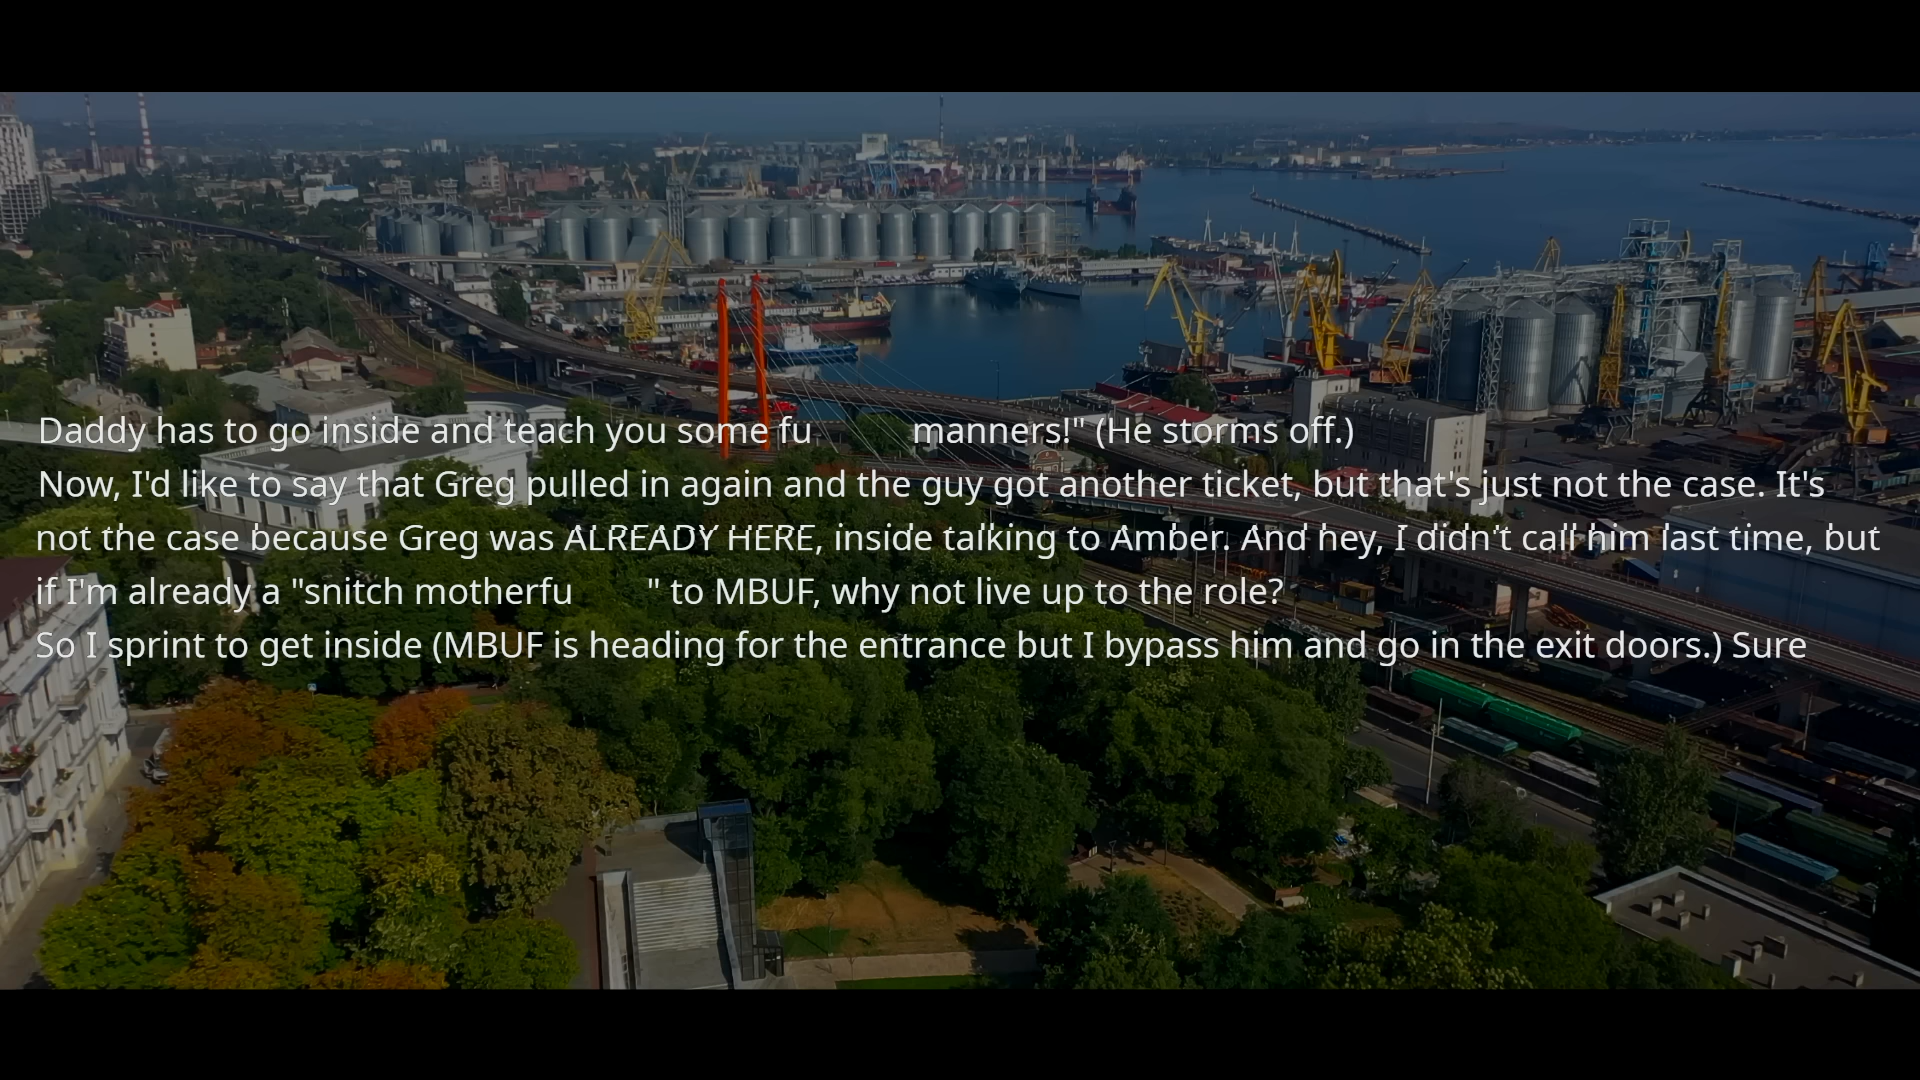 Daddy has to go inside and teach you some fu manners!" (He storms off.)
Now, I'd like to say that Greg pulled in again and the guy got another ticket, but that's just not the case. It's
not the case because Greg was ALREADY HERE, inside talking to Amber. And hey, I didn't call him last time, but
if I'm already a "snitch motherfu " to MBUF, why not live up to the role?
So I sprint to get inside (MBUF is heading for the entrance but I bypass him and go in the exit doors.) Sure